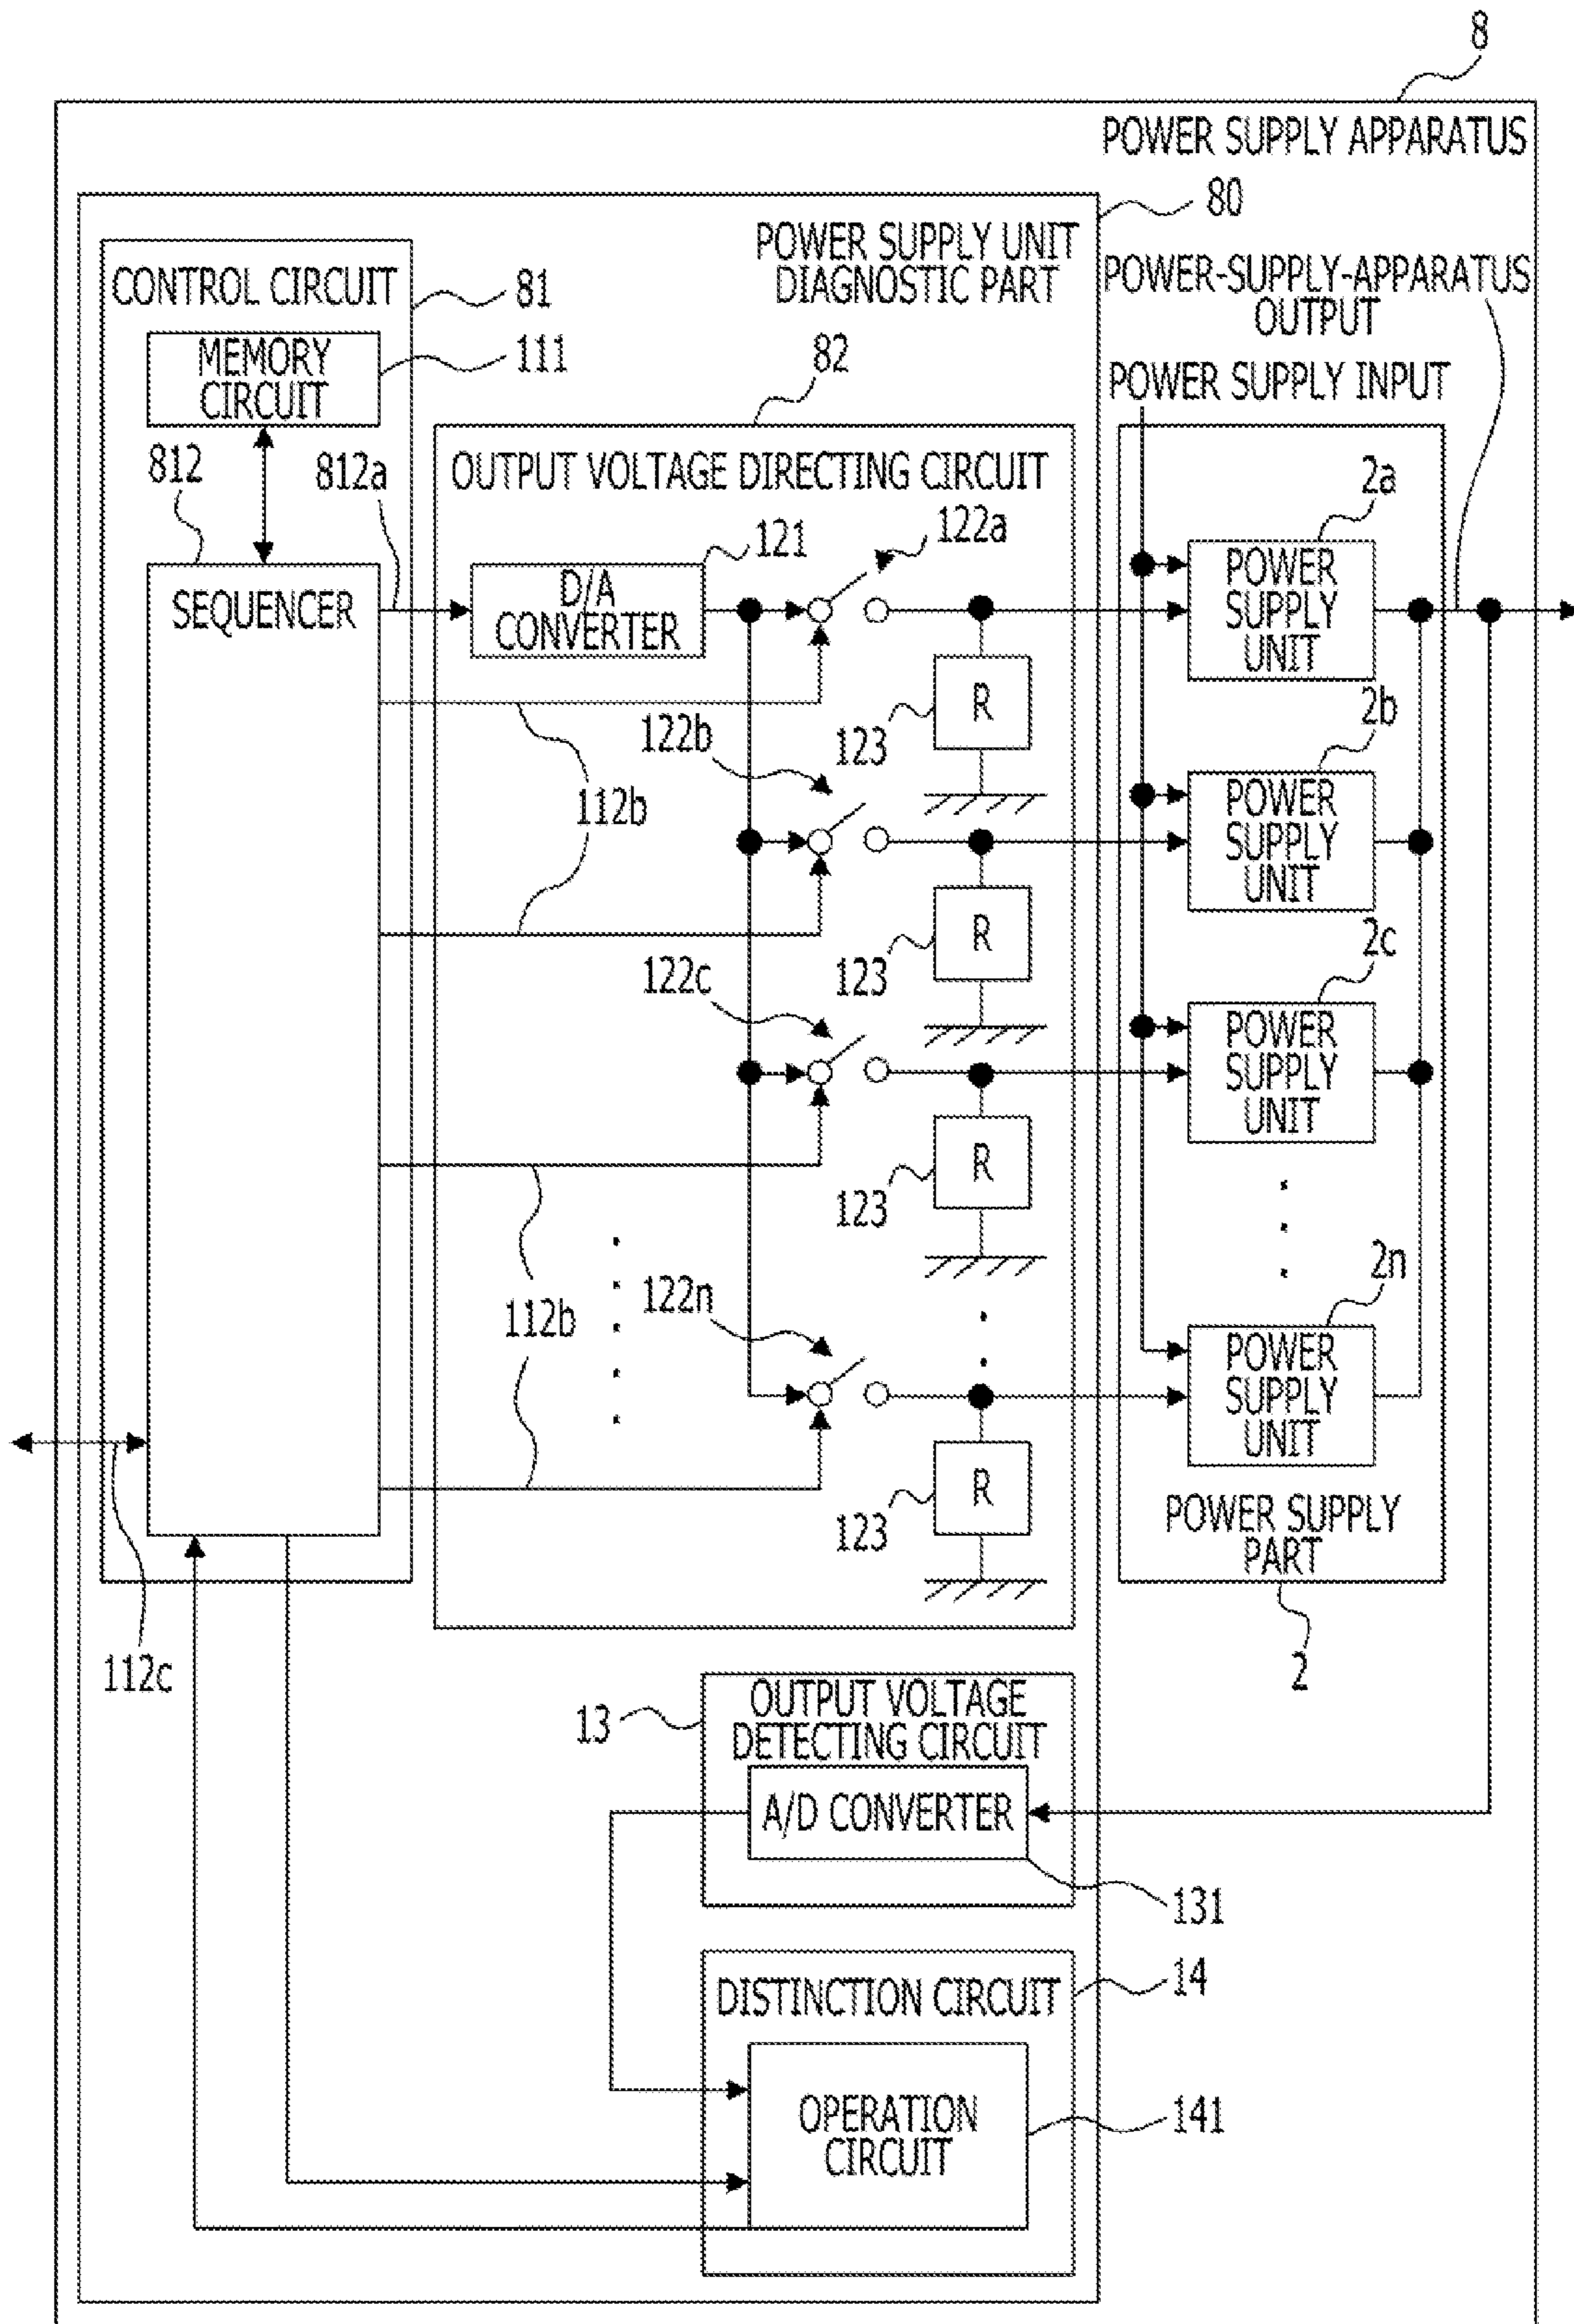 8
POWER SUPPLY APPARATUS
80
POWER SUPPLY UNIT
DIAGNOSTIC PART
POWER-SUPPLY-APPARATUS
OUTPUT
CONTROL CIRCUIT
81
MEMORY
CIRCUIT
111
82
POWER SUPPLY INPUT
812
812a
OUTPUT VOLTAGE DIRECTING CIRCUIT
2a
SEQUENCER
D/A
CONVERTER
121
122a
POWER
SUPPLY
UNIT
R
123
122b
112b
2b
POWER
SUPPLY
UNIT
R
123
122c
2c
POWER
SUPPLY
UNIT
R
123
112b
122n
2n
POWER
SUPPLY
UNIT
R
123
POWER SUPPLY
PART
2
112c
13
OUTPUT VOLTAGE
DETECTING CIRCUIT
A/D CONVERTER
131
DISTINCTION CIRCUIT
14
OPERATION
CIRCUIT
141